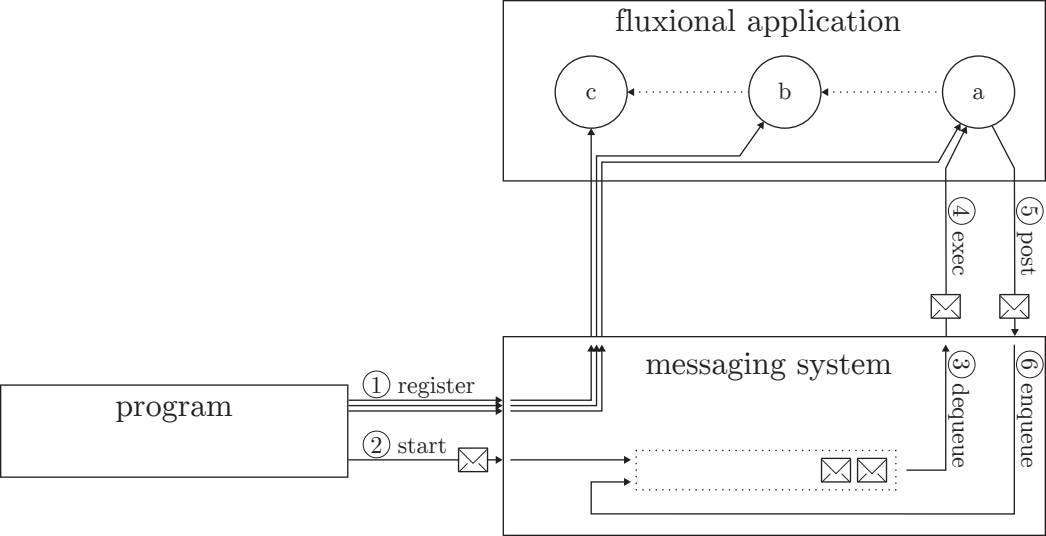 fluxional application
c
b
a
④ exec
⑤ post
messaging system
① register
program
② start
③ dequeue
⑥ enqueue